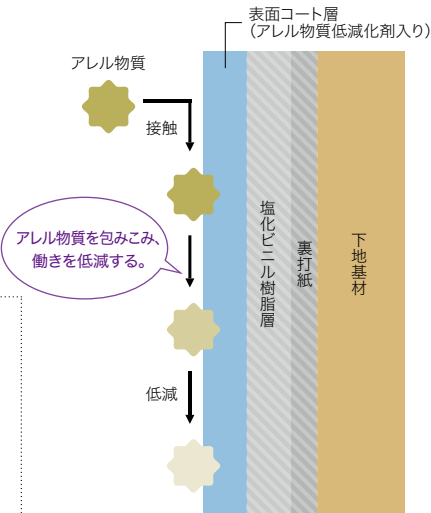 表面コート層
（アレル物質低減化剤入り）
アレル物質
接触
アレル物質を包みこみ、
働きを低減する。
低減
塩化ビニル樹脂層
裏打紙
下地基材